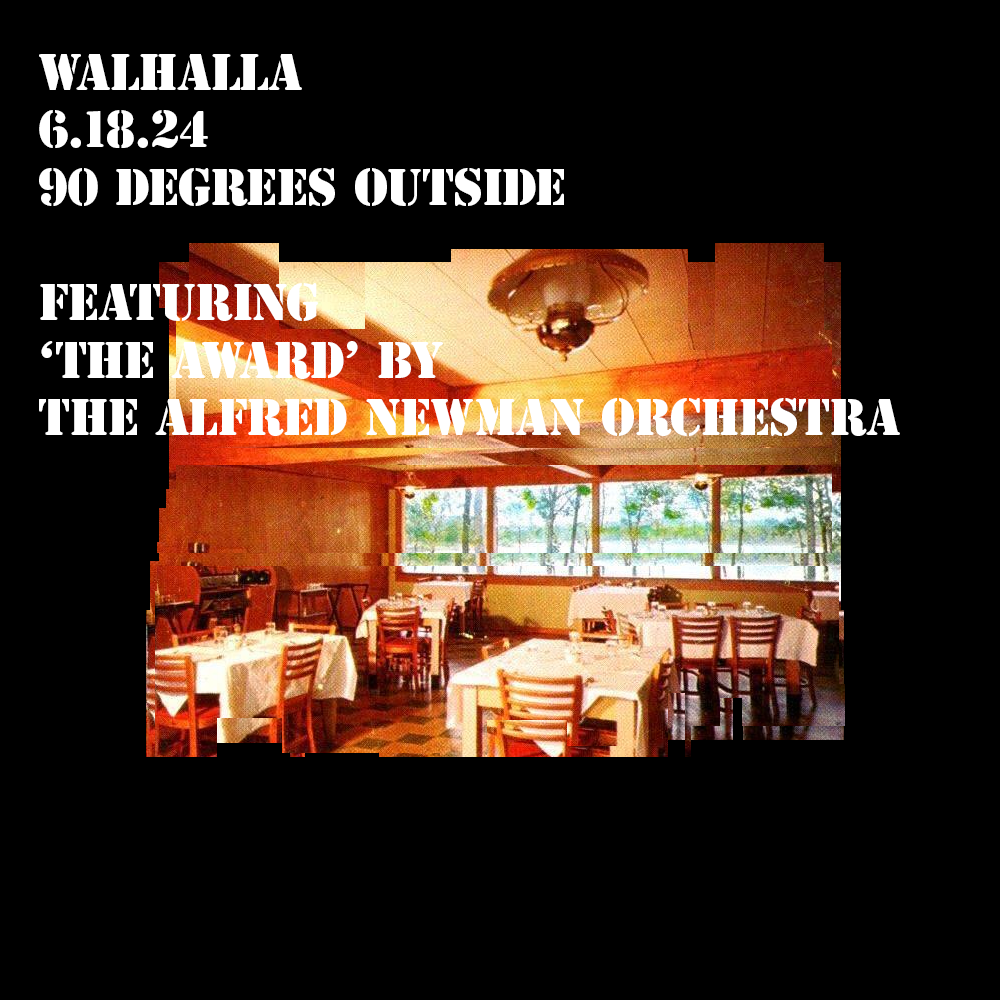 WALHALLA
6.18.24
90 DEGREES OUTSIDE
FEATURING
‘THE AWARD’ BY
THE ALFRED NEWMAN ORCHESTRA